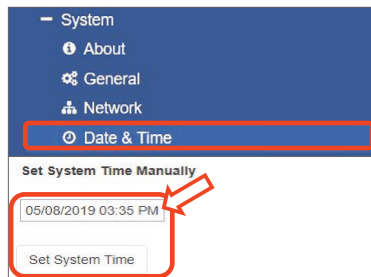 System
About
General
Network
Date & Time
Set System Time Manually
05/08/2019 03:35 PM
Set System Time